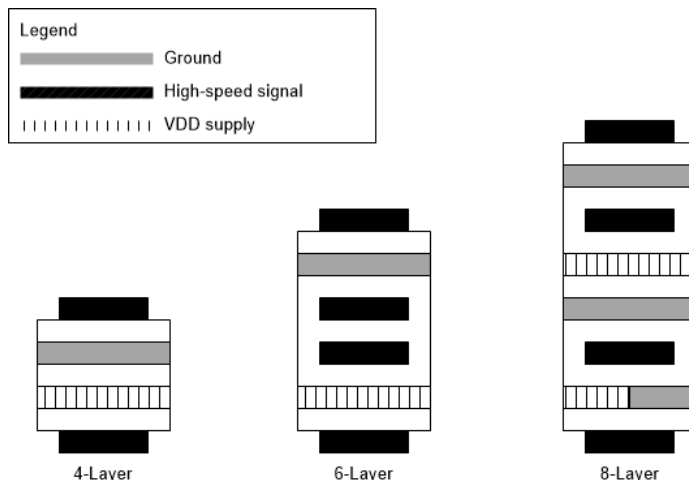 Legend
Ground
High-speed signal
VDD supply
4-Layer
6-Layer
8-Layer